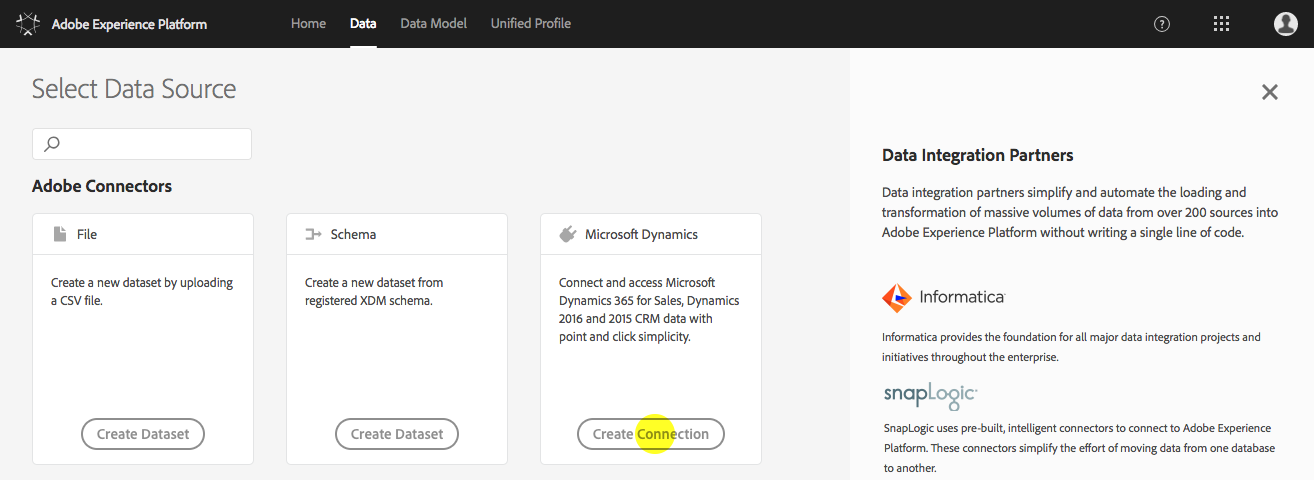 Adobe Experience Platform
Home
Data
Data Model
Unified Profile
Select Data Source
Adobe Connectors
File
Create a new dataset by uploading
a CSV file.
Create Dataset
Schema
Create a new dataset from
registered XDM schema.
Create Dataset
Microsoft Dynamics
Connect and access Microsoft
Dynamics 365 for Sales, Dynamics
2016 and 2015 CRM data with
point and click simplicity.
Create Connection
Data Integration Partners
Data integration partners simplify and automate the loading and
transformation of massive volumes of data from over 200 sources into
Adobe Experience Platform without writing a single line of code.
Informatica
Informatica provides the foundation for all major data integration projects and
initiatives throughout the enterprise.
snapLogic
SnapLogic uses pre-built, intelligent connectors to connect to Adobe Experience
Platform. These connectors simplify the effort of moving data from one database
to another.